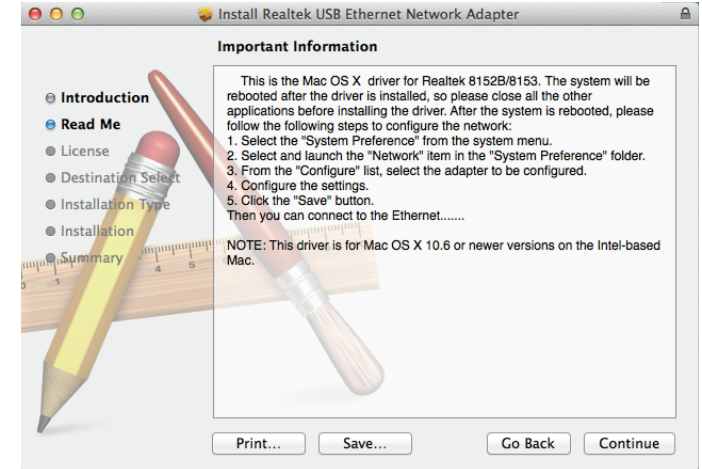 Install Realtek USB Ethernet Network Adapter
Important Information
Introduction
Read Me
License
Destination Select
Installation Type
Installation
Summary
This is the Mac OS X driver for Realtek 8152B/8153. The system will be
rebooted after the driver is installed, so please close all the other
applications before installing the driver. After the system is rebooted, please
follow the following steps to configure the network:
1. Select the "System Preference" from the system menu.
2. Select and launch the "Network" item in the "System Preference" folder.
3. From the "Configure" list, select the adapter to be configured.
4. Configure the settings.
5. Click the "Save" button.
Then you can connect to the Ethernet.......
NOTE: This driver is for Mac OS X 10.6 or newer versions on the Intel-based
Mac.
1 4 5
Print... Save... Go Back Continue